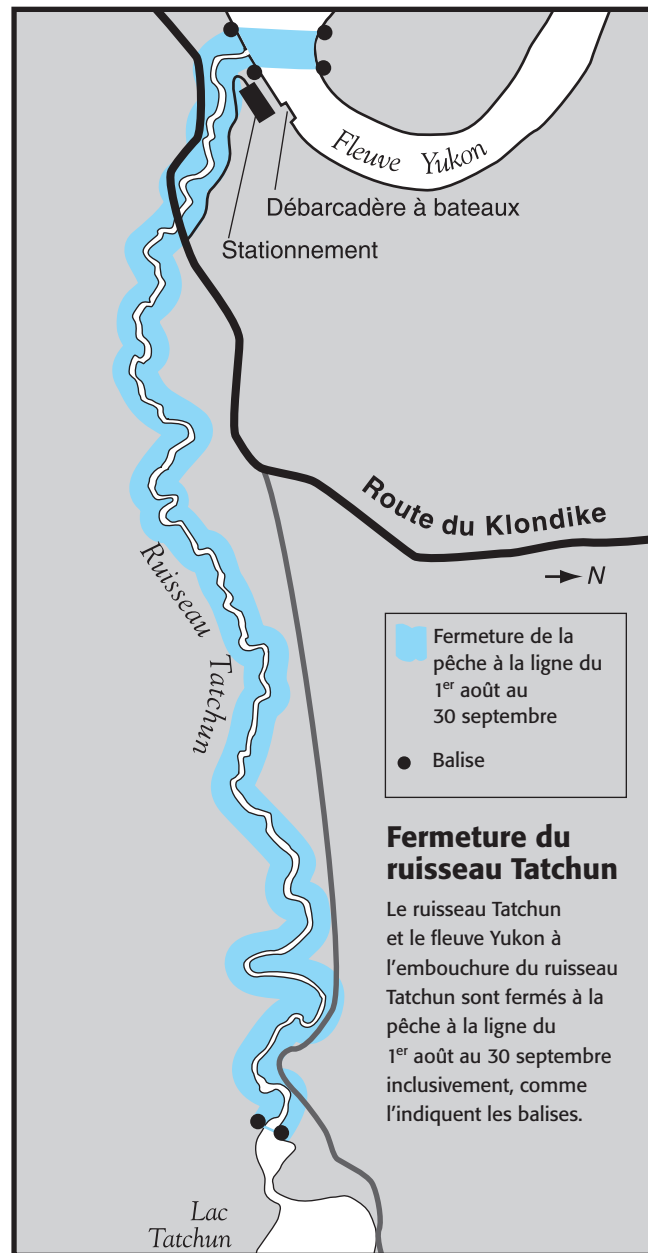 Fleuve Yukon
Débarcadère à bateaux
Stationnement
Route du Klondike
N
Ruisseau Tatchun
Fermeture de la
pêche à la ligne du
1er août au
30 septembre
Balise
Fermeture du
ruisseau Tatchun
Le ruisseau Tatchun
et le fleuve Yukon à
l'embouchure du ruisseau
Tatchun sont fermés à la
pêche à la ligne du
1er août au 30 septembre
inclusivement, comme
l'indiquent les balises.
Lac
Tatchun